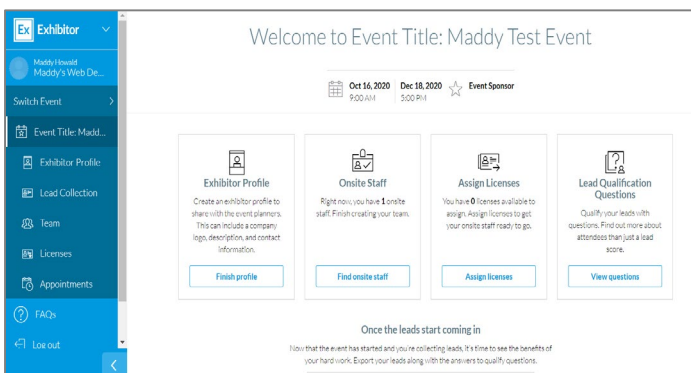 Ex Exhibitor
Maddy Howald
Maddy's Web De...
Switch Event
Event Title: Madd...
Exhibitor Profile
Lead Collection
Team
Licenses
Appointments
FAQs
Log out
Welcome to Event Title: Maddy Test Event
Oct 16, 2020
9:00 AM
Dec 18, 2020
5:00 PM
Event Sponsor
Exhibitor Profile
Create an exhibitor profile to
share with the event planners.
This can include a company
logo, description, and contact
information.
Finish profile
Onsite Staff
Right now, you have 1 onsite
staff. Finish creating your team.
Find onsite staff
Assign Licenses
You have 0 licenses available to
assign. Assign licenses to get
your onsite staff ready to go.
Assign licenses
Lead Qualification
Questions
Qualify your leads with
questions. Find out more about
attendees than just a lead
score.
View questions
Once the leads start coming in
Now that the event has started and you're collecting leads, it's time to see the benefits of
your hard work. Export your leads along with the answers to qualify questions.